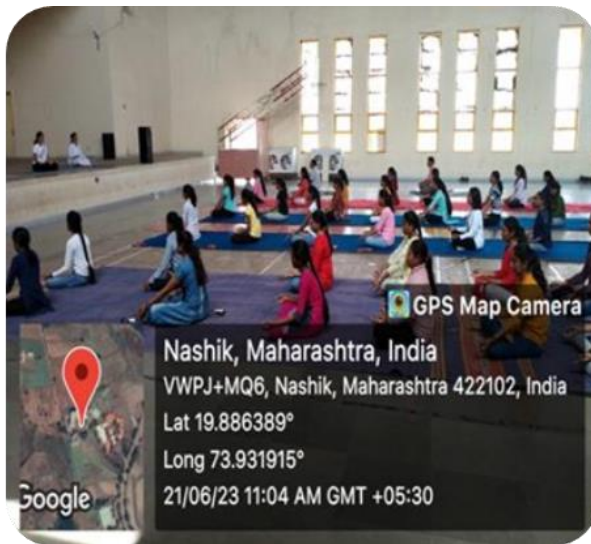 GPS Map Camera
Nashik, Maharashtra, India
VWPJ+MQ6, Nashik, Maharashtra 422102, India
Lat 19.886389°
Long 73.931915°
21/06/23 11:04 AM GMT +05:30
Google